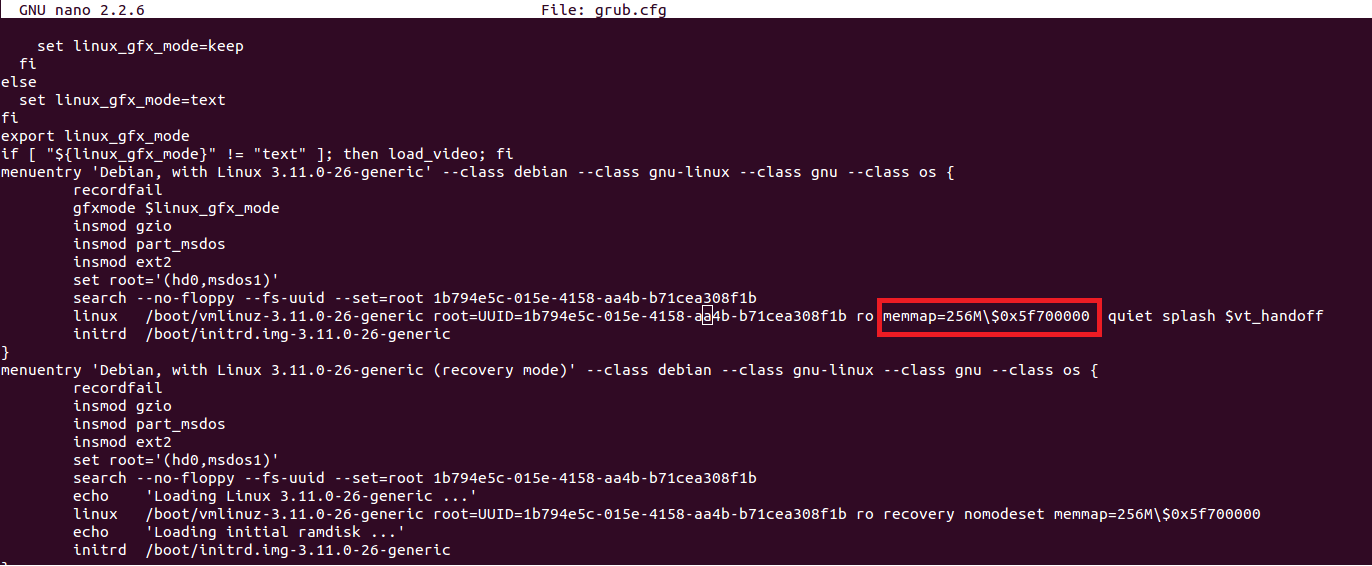 GNU nano 2.2.6 File: grub.cfg
set linux_gfx_mode=keep
fi
else
set linux_gfx_mode=text
fi
export linux_gfx_mode
if [ "${linux_gfx_mode}" != "text" ]; then load_video; fi
menuentry 'Debian, with Linux 3.11.0-26-generic' --class debian --class gnu-linux --class gnu --class os {
recordfail
gfxmode $linux_gfx_mode
insmod gzio
insmod part_msdos
insmod ext2
set root='(hd0,msdos1)'
search --no-floppy --fs-uuid --set=root 1b794e5c-015e-4158-aa4b-b71cea308f1b
linux /boot/vmlinuz-3.11.0-26-generic root=UUID=1b794e5c-015e-4158-aa4b-b71cea308f1b ro memmap=256M\$0x5f700000 quiet splash $vt_handoff
initrd /boot/initrd.img-3.11.0-26-generic
}
menuentry 'Debian, with Linux 3.11.0-26-generic (recovery mode)' --class debian --class gnu-linux --class gnu --class os {
recordfail
insmod gzio
insmod part_msdos
insmod ext2
set root='(hd0,msdos1)'
search --no-floppy --fs-uuid --set=root 1b794e5c-015e-4158-aa4b-b71cea308f1b
echo 'Loading Linux 3.11.0-26-generic ...'
linux /boot/vmlinuz-3.11.0-26-generic root=UUID=1b794e5c-015e-4158-aa4b-b71cea308f1b ro recovery nomodeset memmap=256M\$0x5f700000
echo 'Loading initial ramdisk ...'
initrd /boot/initrd.img-3.11.0-26-generic
}